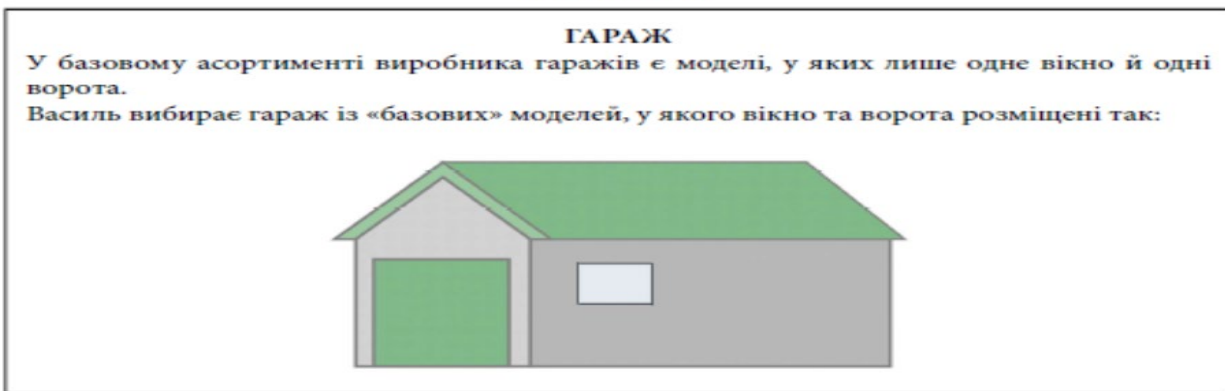 ГАРАЖ
У базовому асортименті виробника гаражів є моделі, у яких лише одне вікно й одні
ворота.
Василь вибирає гараж із «базових» моделей, у якого вікно та ворота розміщені так: